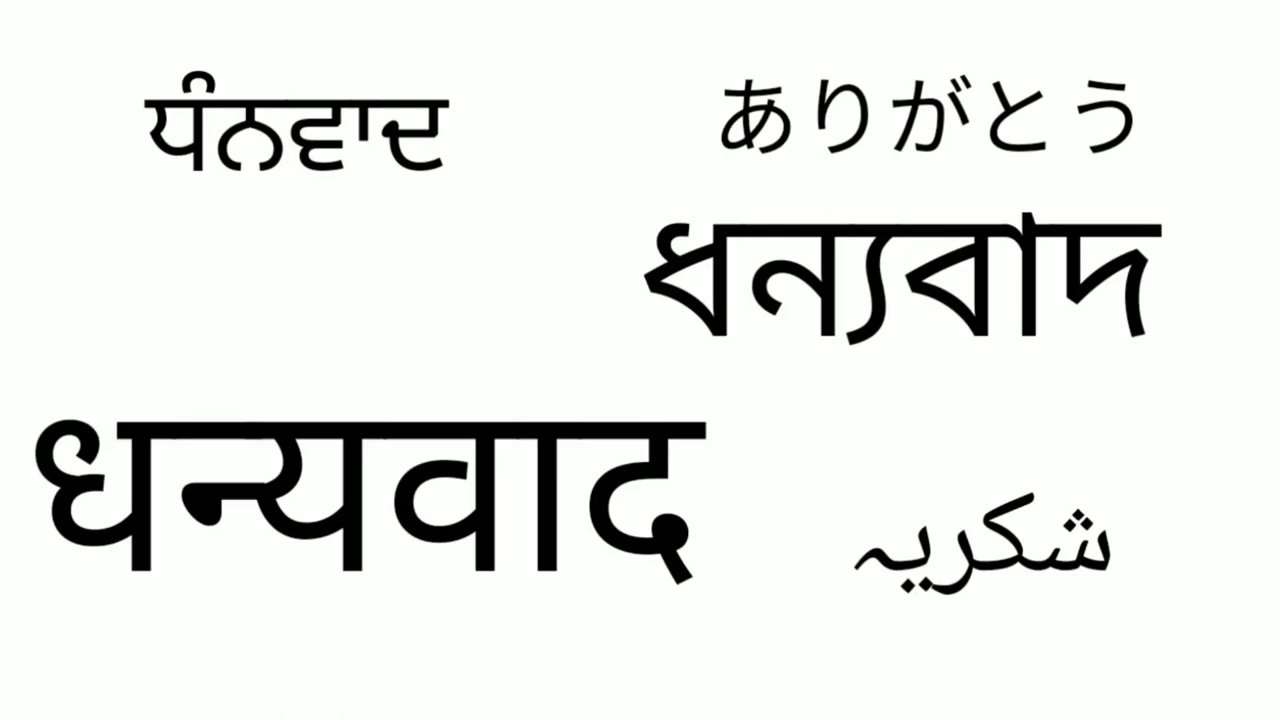 ਧੰਨਵਾਦ
ありがとう
ধন্যবাদ
धन्यवाद
شکریہ